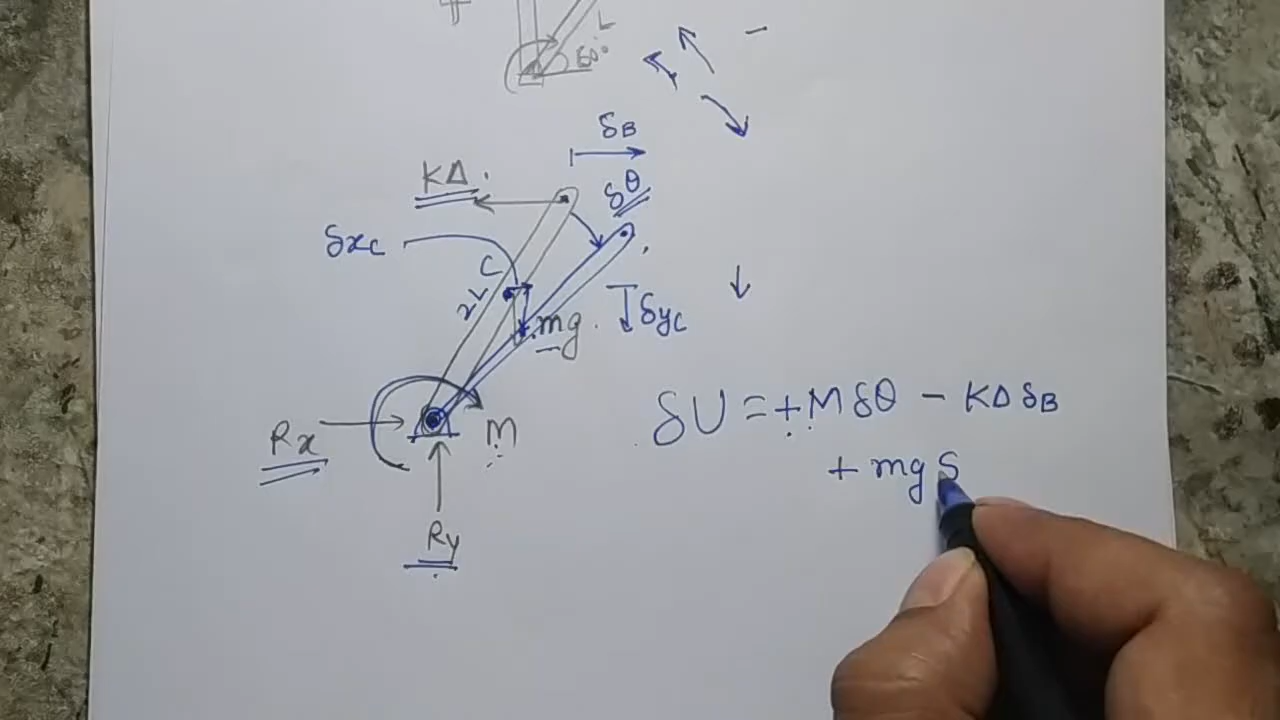 L
60°
δB
KΔ
δθ
δxc
C
mg
δyc
δU = + M δθ - KΔ δB
+ mg δ
Rx
M
Ry